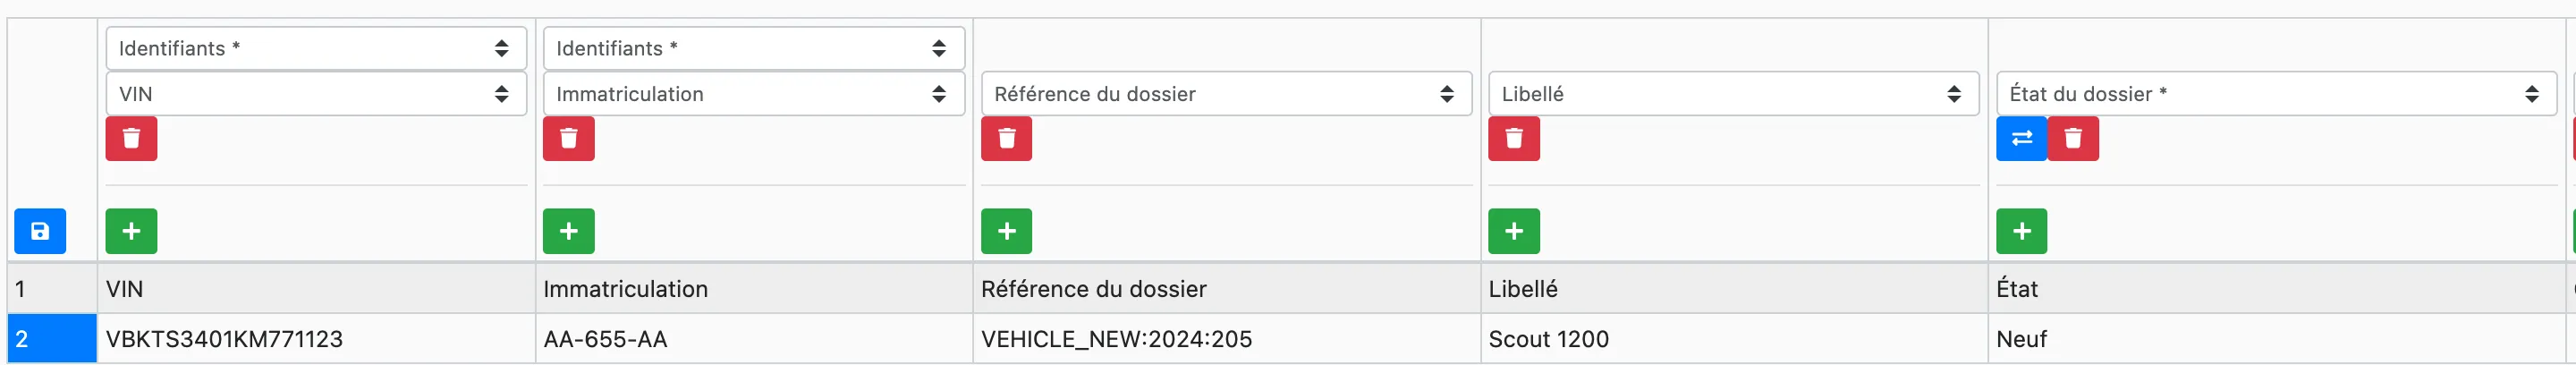 Identifiants * Identifiants *
VIN Immatriculation Référence du dossier Libellé État du dossier *
1 VIN Immatriculation Référence du dossier Libellé État
2 VBKTS3401KM771123 AA-655-AA VEHICLE_NEW:2024:205 Scout 1200 Neuf